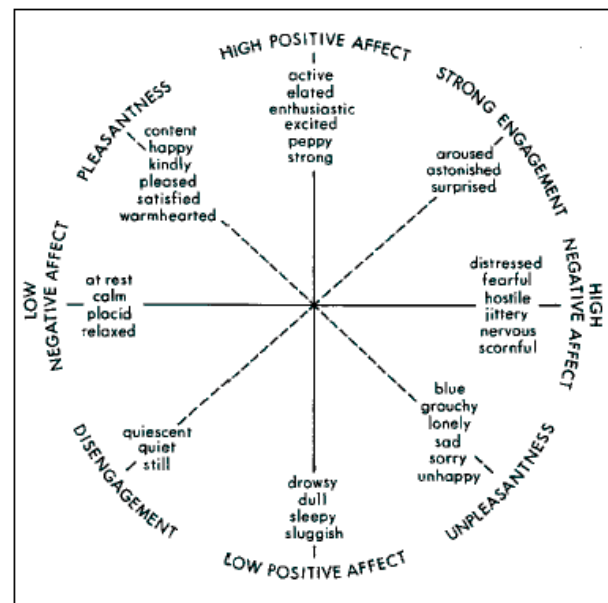 HIGH POSITIVE AFFECT
active
elated
enthusiastic
excited
peppy
strong
STRONG ENGAGEMENT
aroused
astonished
surprised
HIGH
NEGATIVE AFFECT
distressed
fearful
hostile
jittery
nervous
scornful
UNPLEASANTNESS
blue
grouchy
lonely
sad
sorry
unhappy
LOW POSITIVE AFFECT
drowsy
dull
sleepy
sluggish
DISENGAGEMENT
quiescent
quiet
still
LOW
NEGATIVE AFFECT
at rest
calm
placid
relaxed
PLEASANTNESS
content
happy
kindly
pleased
satisfied
warmhearted